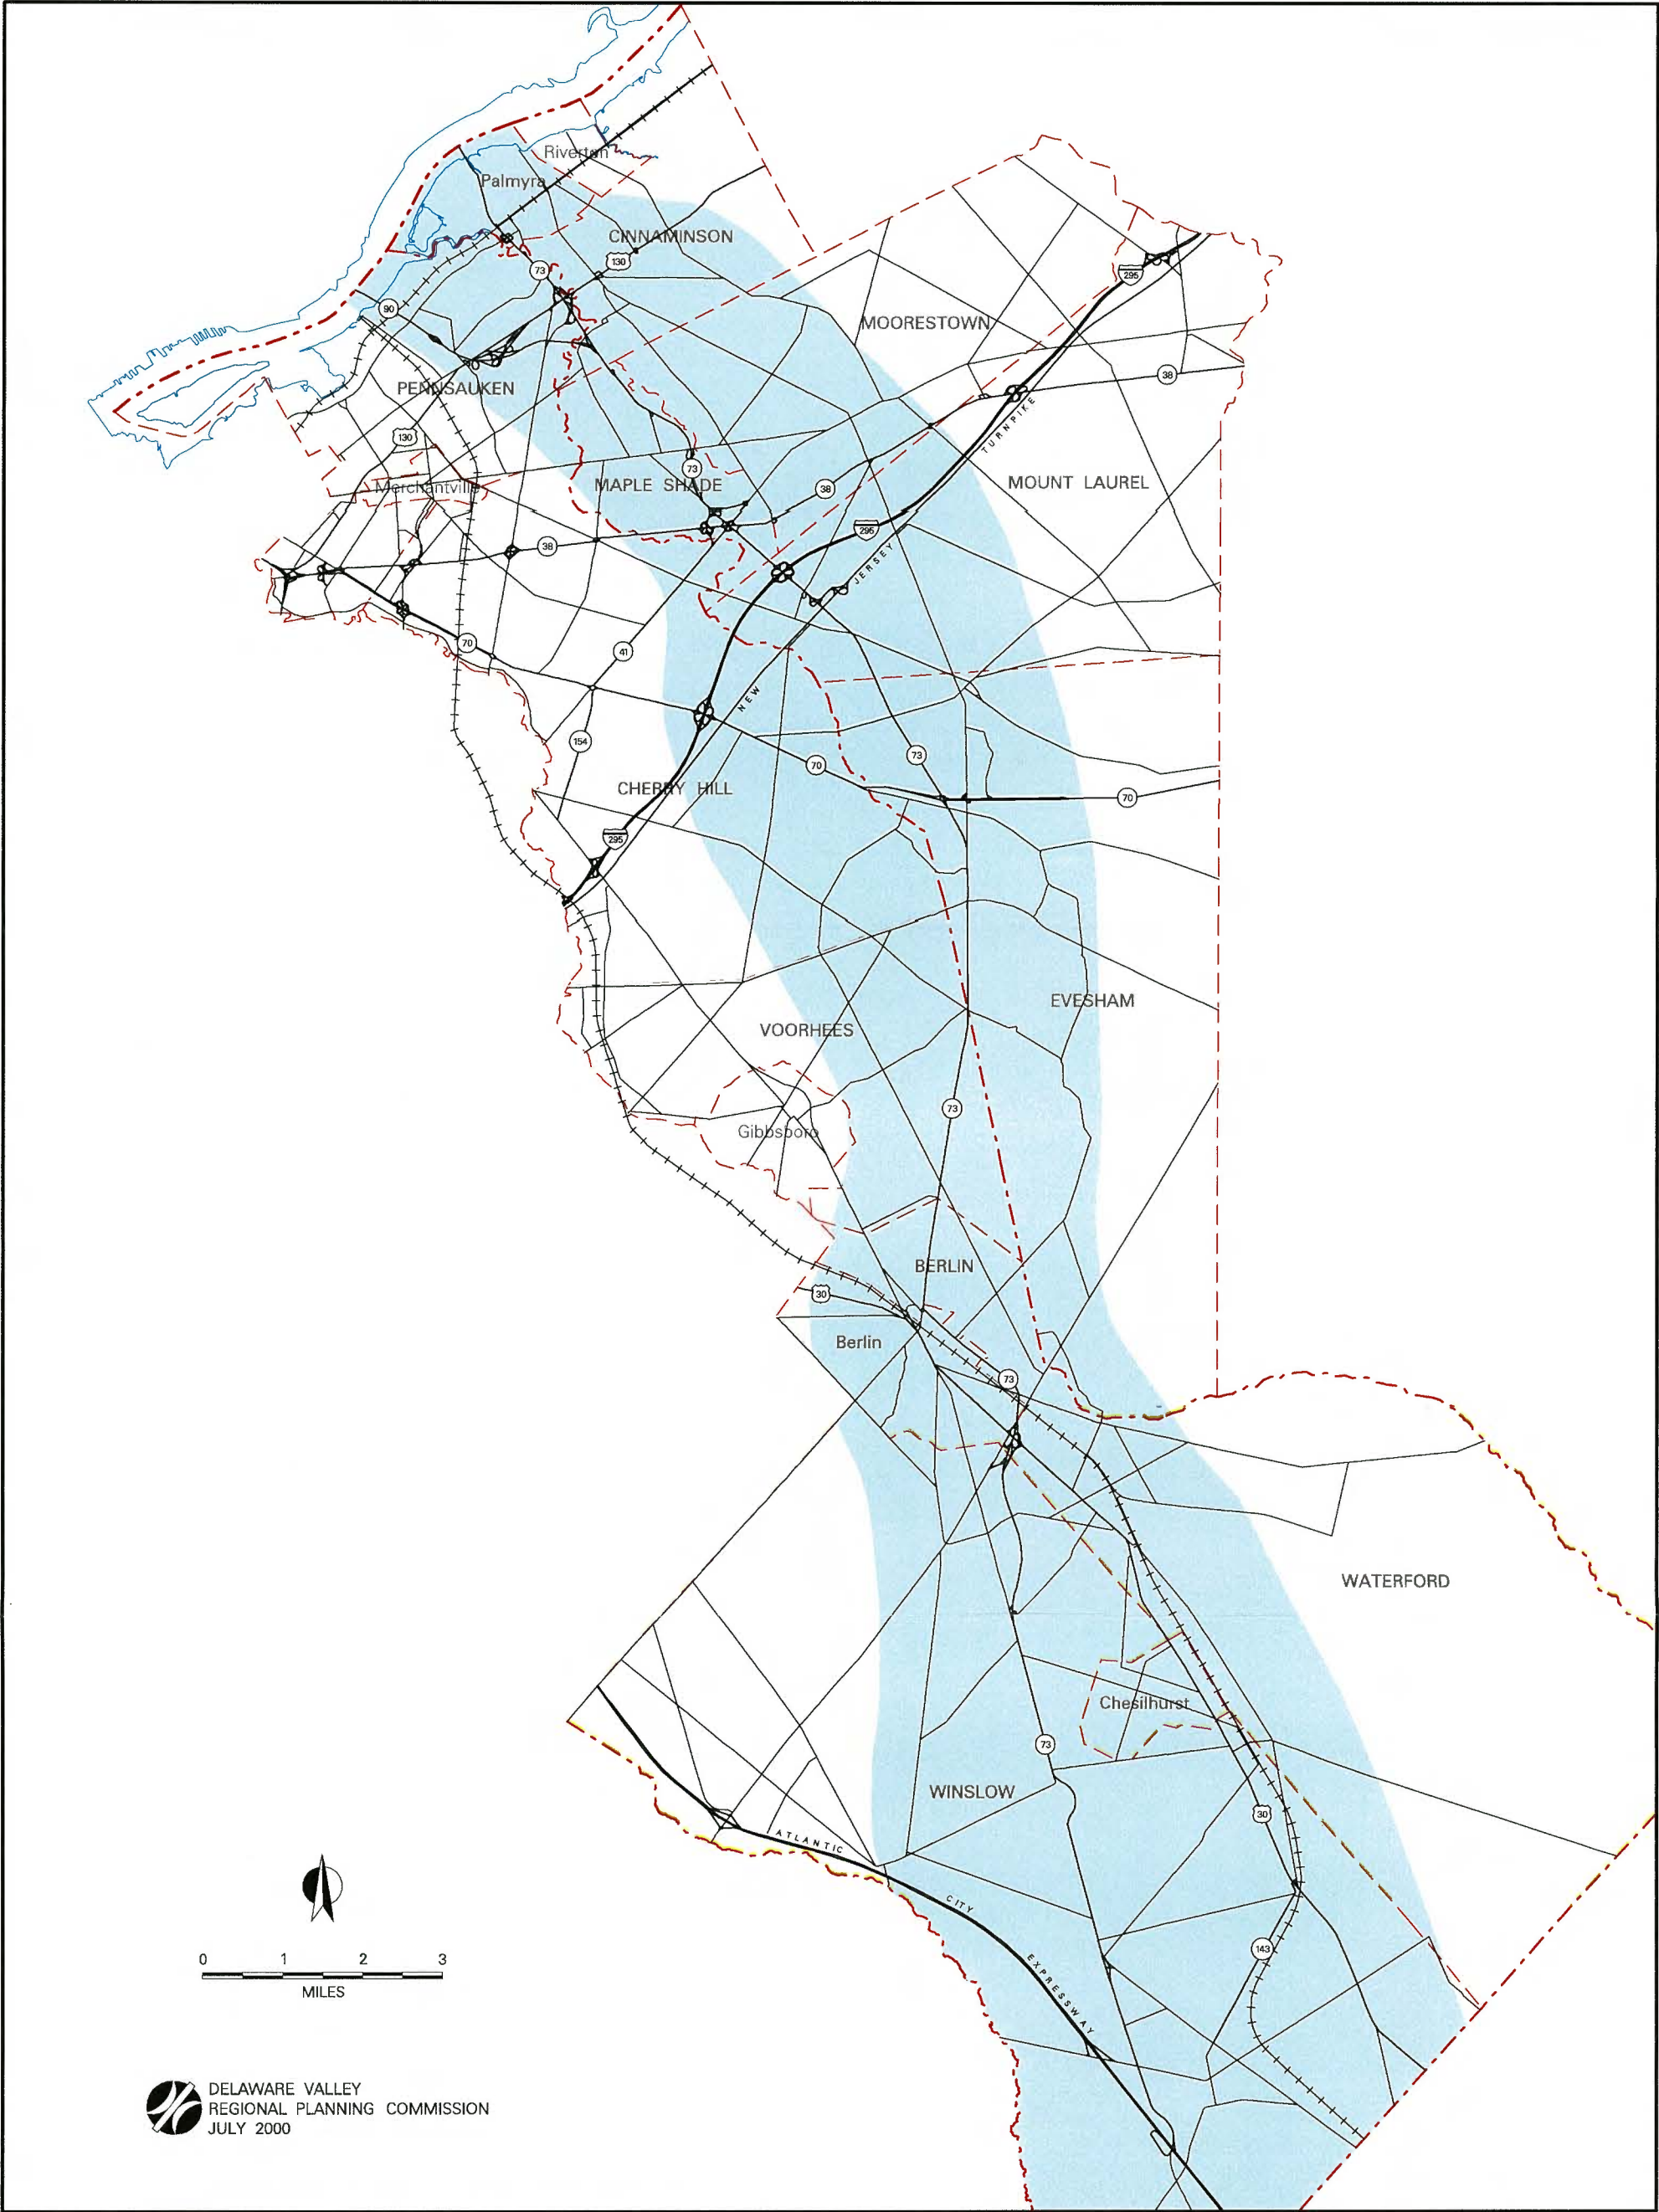 Riverton
Palmyra
CINNAMINSON
130
73
295
90
MOORESTOWN
38
PENNSAUKEN
TURNPIKE
130
73
MAPLE SHADE
Merchantville
38
MOUNT LAUREL
295
38
JERSEY
70
41
NEW
154
73
70
CHERRY HILL
70
295
EVESHAM
VOORHEES
73
Gibbsboro
BERLIN
30
Berlin
73
WATERFORD
Chesilhurst
73
WINSLOW
30
ATLANTIC
CITY
143
EXPRESSWAY
0 1 2 3
MILES
DELAWARE VALLEY
REGIONAL PLANNING COMMISSION
JULY 2000